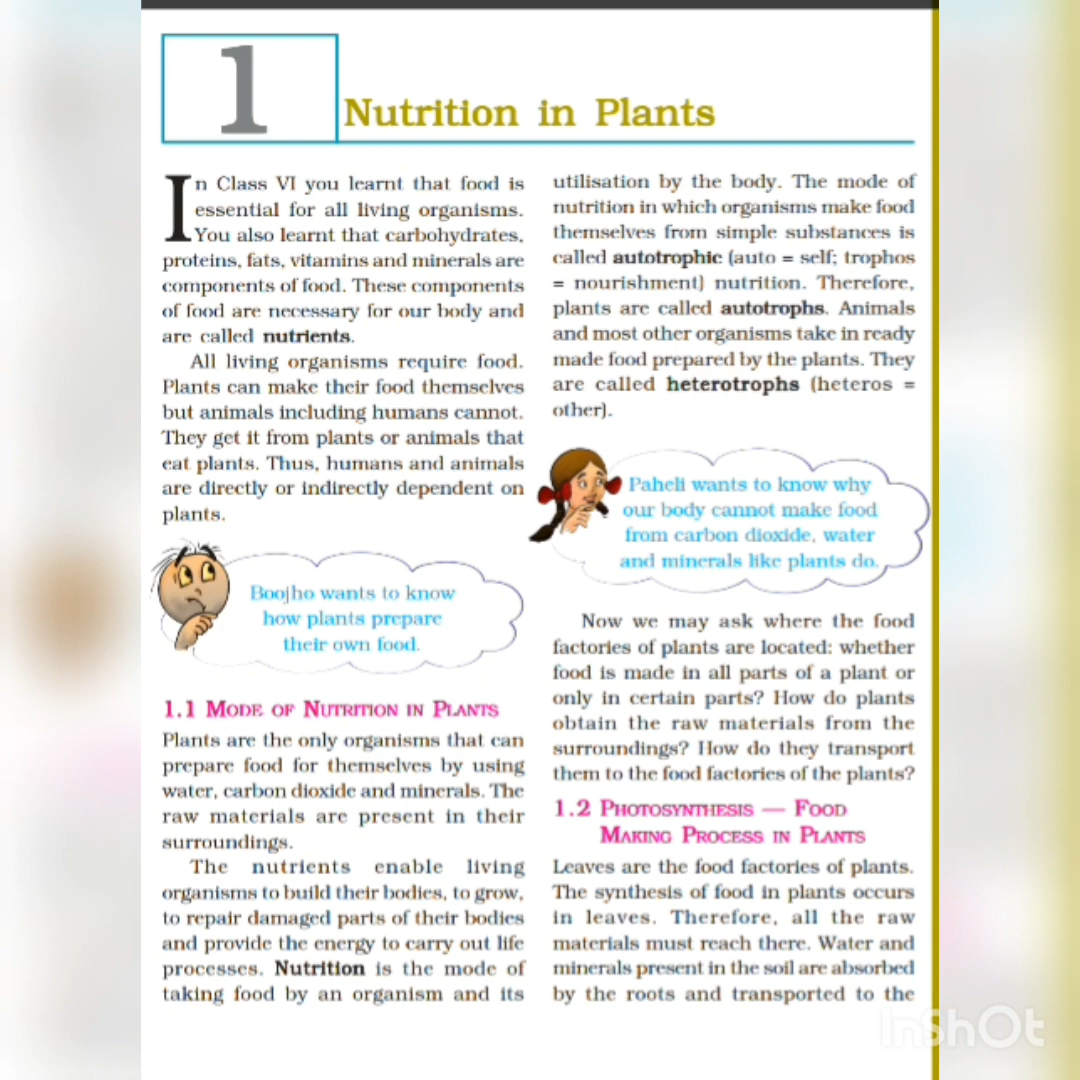 1
Nutrition in Plants
In Class VI you learnt that food is
essential for all living organisms.
You also learnt that carbohydrates,
proteins, fats, vitamins and minerals are
components of food. These components
of food are necessary for our body and
are called nutrients.
All living organisms require food.
Plants can make their food themselves
but animals including humans cannot.
They get it from plants or animals that
eat plants. Thus, humans and animals
are directly or indirectly dependent on
plants.
Boojho wants to know
how plants prepare
their own food.
1.1 MODE OF NUTRITION IN PLANTS
Plants are the only organisms that can
prepare food for themselves by using
water, carbon dioxide and minerals. The
raw materials are present in their
surroundings.
The nutrients enable living
organisms to build their bodies, to grow,
to repair damaged parts of their bodies
and provide the energy to carry out life
processes. Nutrition is the mode of
taking food by an organism and its
utilisation by the body. The mode of
nutrition in which organisms make food
themselves from simple substances is
called autotrophic (auto = self; trophos
= nourishment) nutrition. Therefore,
plants are called autotrophs. Animals
and most other organisms take in ready
made food prepared by the plants. They
are called heterotrophs (heteros =
other).
Paheli wants to know why
our body cannot make food
from carbon dioxide, water
and minerals like plants do.
Now we may ask where the food
factories of plants are located: whether
food is made in all parts of a plant or
only in certain parts? How do plants
obtain the raw materials from the
surroundings? How do they transport
them to the food factories of the plants?
1.2 PHOTOSYNTHESIS — FOOD
MAKING PROCESS IN PLANTS
Leaves are the food factories of plants.
The synthesis of food in plants occurs
in leaves. Therefore, all the raw
materials must reach there. Water and
minerals present in the soil are absorbed
by the roots and transported to the
InShOt